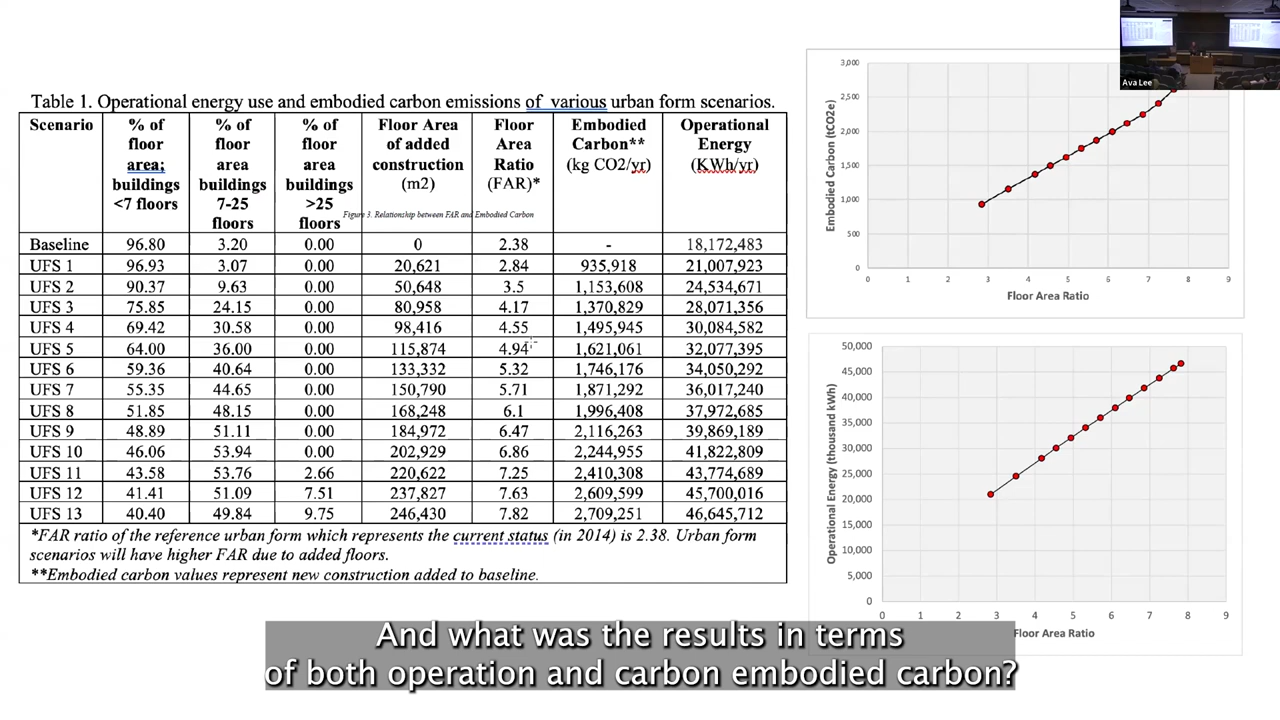 Ava Lee
Table 1. Operational energy use and embodied carbon emissions of various urban form scenarios.
Scenario % of floor area; buildings <7 floors % of floor area buildings 7-25 floors % of floor area buildings >25 floors Floor Area of added construction (m2) Floor Area Ratio (FAR)* Embodied Carbon** (kg CO2/yr) Operational Energy (KWh/yr)
Figure 3. Relationship between FAR and Embodied Carbon
Baseline 96.80 3.20 0.00 0 2.38 - 18,172,483
UFS 1 96.93 3.07 0.00 20,621 2.84 935,918 21,007,923
UFS 2 90.37 9.63 0.00 50,648 3.5 1,153,608 24,534,671
UFS 3 75.85 24.15 0.00 80,958 4.17 1,370,829 28,071,356
UFS 4 69.42 30.58 0.00 98,416 4.55 1,495,945 30,084,582
UFS 5 64.00 36.00 0.00 115,874 4.94 1,621,061 32,077,395
UFS 6 59.36 40.64 0.00 133,332 5.32 1,746,176 34,050,292
UFS 7 55.35 44.65 0.00 150,790 5.71 1,871,292 36,017,240
UFS 8 51.85 48.15 0.00 168,248 6.1 1,996,408 37,972,685
UFS 9 48.89 51.11 0.00 184,972 6.47 2,116,263 39,869,189
UFS 10 46.06 53.94 0.00 202,929 6.86 2,244,955 41,822,809
UFS 11 43.58 53.76 2.66 220,622 7.25 2,410,308 43,774,689
UFS 12 41.41 51.09 7.51 237,827 7.63 2,609,599 45,700,016
UFS 13 40.40 49.84 9.75 246,430 7.82 2,709,251 46,645,712
*FAR ratio of the reference urban form which represents the current status (in 2014) is 2.38. Urban form
scenarios will have higher FAR due to added floors.
**Embodied carbon values represent new construction added to baseline.
Embodied Carbon (tCO2e)
3,000
2,500
2,000
1,500
1,000
500
0
0 1 2 3 4 5 6 7 8 9
Floor Area Ratio
Operational Energy (thousand kWh)
50,000
45,000
40,000
35,000
30,000
25,000
20,000
15,000
10,000
5,000
0
0 1 2 3 4 5 6 7 8 9
Floor Area Ratio
And what was the results in terms
of both operation and carbon embodied carbon?